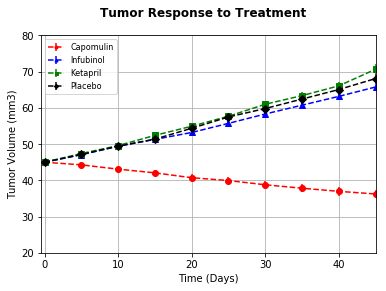 Tumor Response to Treatment
Capomulin
Infubinol
Ketapril
Placebo
80
70
60
50
40
30
20
0
10
20
30
40
Tumor Volume (mm3)
Time (Days)